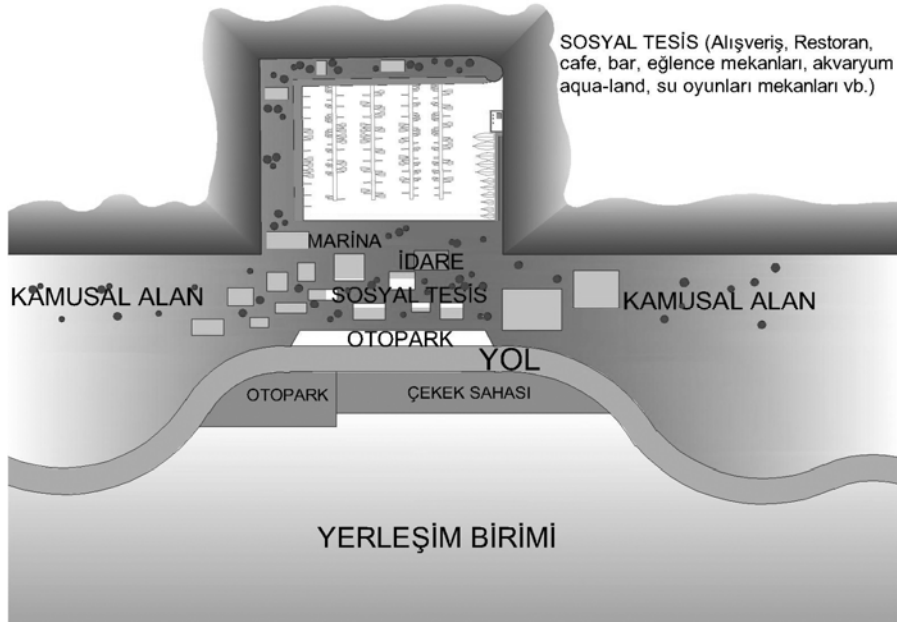 SOSYAL TESİS (Alışveriş, Restoran,
cafe, bar, eğlence mekanları, akvaryum
aqua-land, su oyunları mekanları vb.)
MARİNA
İDARE
KAMUSAL ALAN
SOSYAL TESİS
KAMUSAL ALAN
OTOPARK
YOL
OTOPARK
ÇEKEK SAHASI
YERLEŞİM BİRİMİ